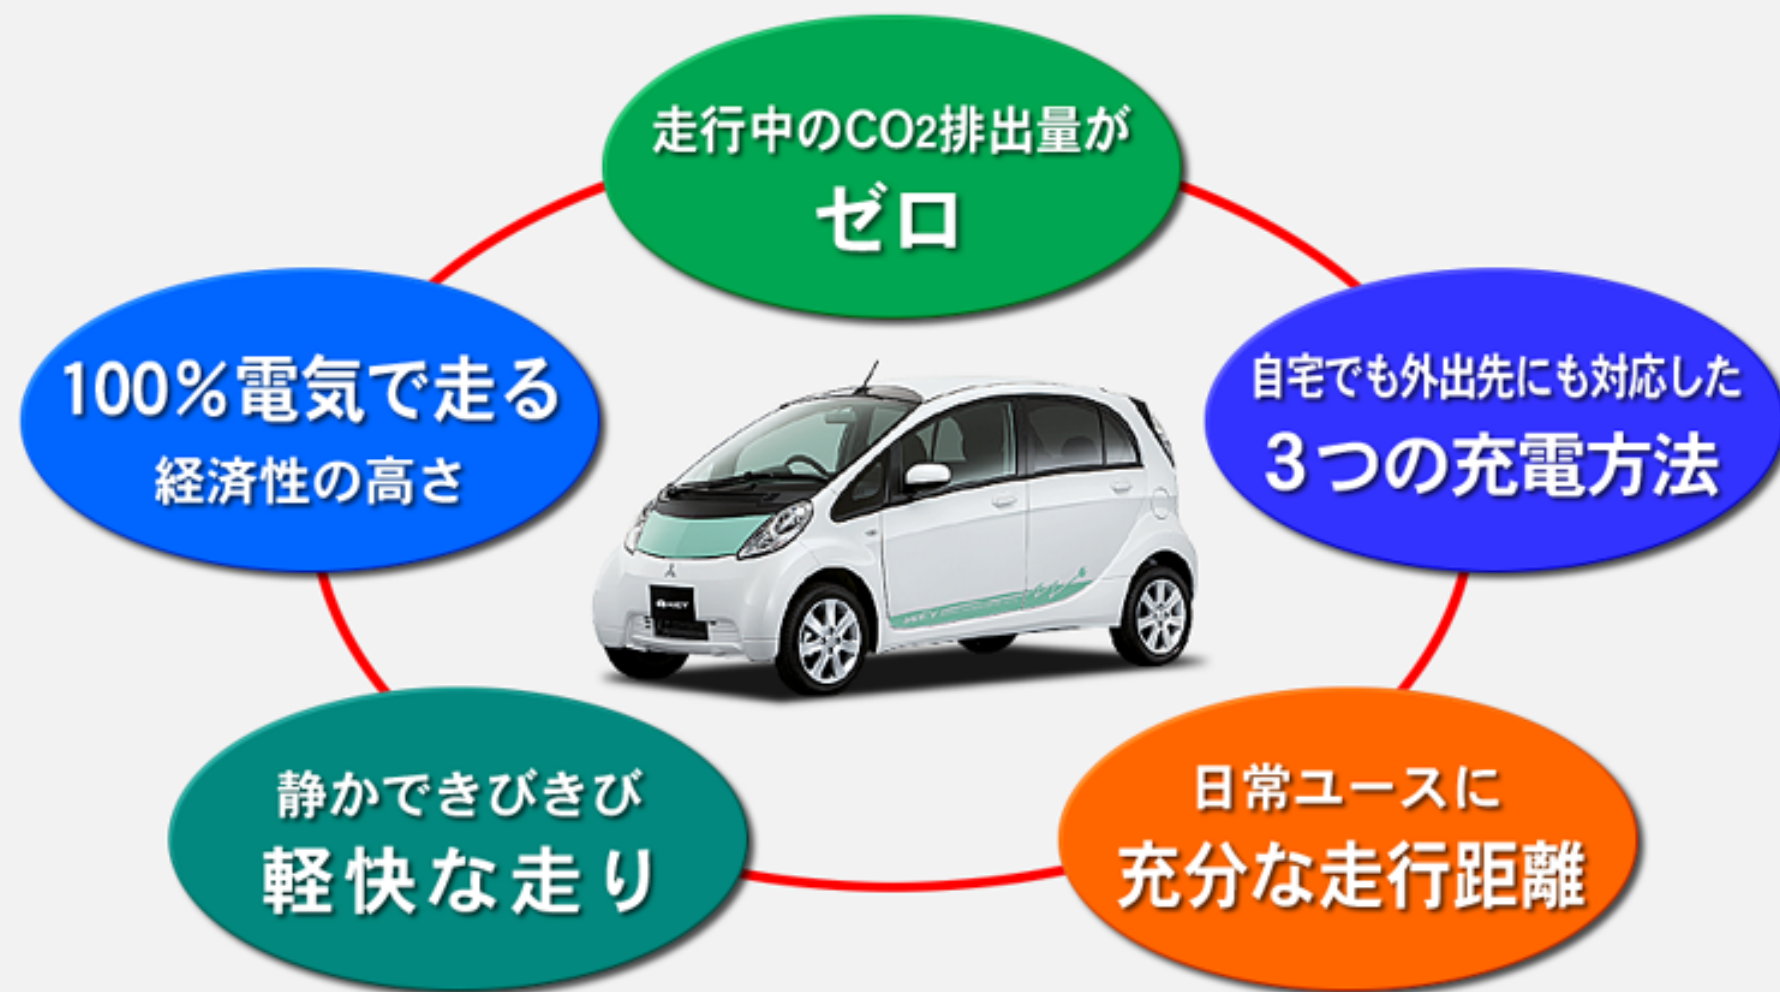 走行中のCO2排出量が
ゼロ
100％電気で走る
経済性の高さ
自宅でも外出先にも対応した
３つの充電方法
静かできびきび
軽快な走り
日常ユースに
充分な走行距離
i-MiEV